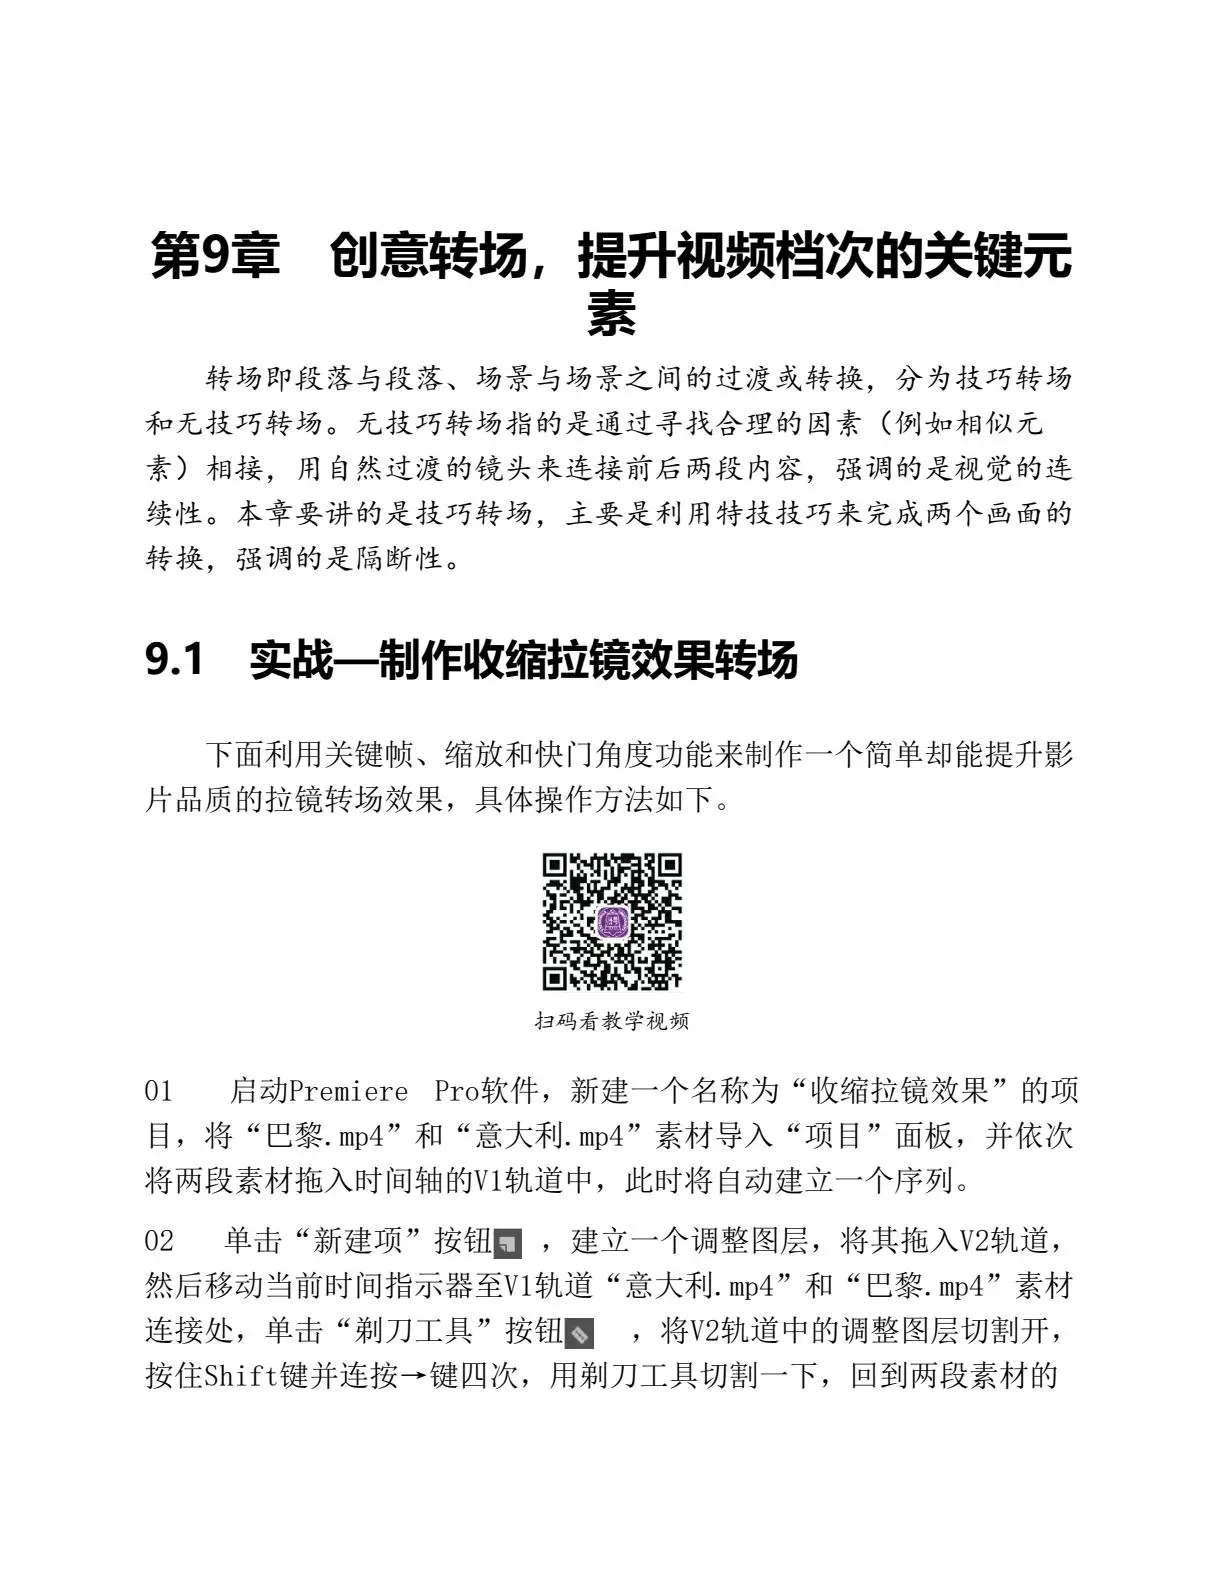 第9章　创意转场，提升视频档次的关键元
素
转场即段落与段落、场景与场景之间的过渡或转换，分为技巧转场
和无技巧转场。无技巧转场指的是通过寻找合理的因素（例如相似元
素）相接，用自然过渡的镜头来连接前后两段内容，强调的是视觉的连
续性。本章要讲的是技巧转场，主要是利用特技技巧来完成两个画面的
转换，强调的是隔断性。
9.1　实战—制作收缩拉镜效果转场
下面利用关键帧、缩放和快门角度功能来制作一个简单却能提升影
片品质的拉镜转场效果，具体操作方法如下。
扫码看教学视频
01　启动Premiere Pro软件，新建一个名称为“收缩拉镜效果”的项
目，将“巴黎.mp4”和“意大利.mp4”素材导入“项目”面板，并依次
将两段素材拖入时间轴的V1轨道中，此时将自动建立一个序列。
02　单击“新建项”按钮 ，建立一个调整图层，将其拖入V2轨道，
然后移动当前时间指示器至V1轨道“意大利.mp4”和“巴黎.mp4”素材
连接处，单击“剃刀工具”按钮 ，将V2轨道中的调整图层切割开，
按住Shift键并连按→键四次，用剃刀工具切割一下，回到两段素材的